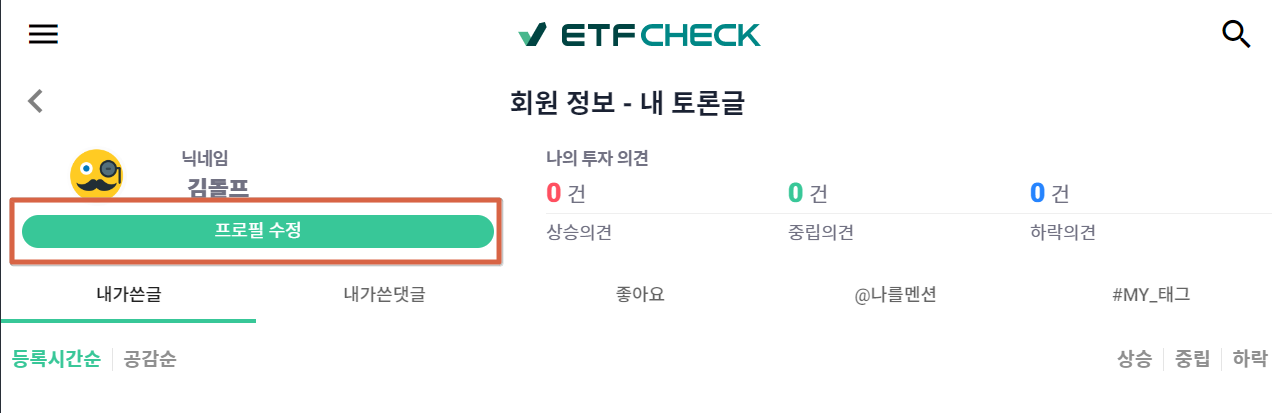 ETF CHECK
회원 정보 - 내 토론글
닉네임
김돌프
프로필 수정
나의 투자 의견
0 건 0 건 0 건
상승의견 중립의견 하락의견
내가쓴글 내가쓴댓글 좋아요 @나를멘션 #MY_태그
등록시간순 공감순 상승 중립 하락